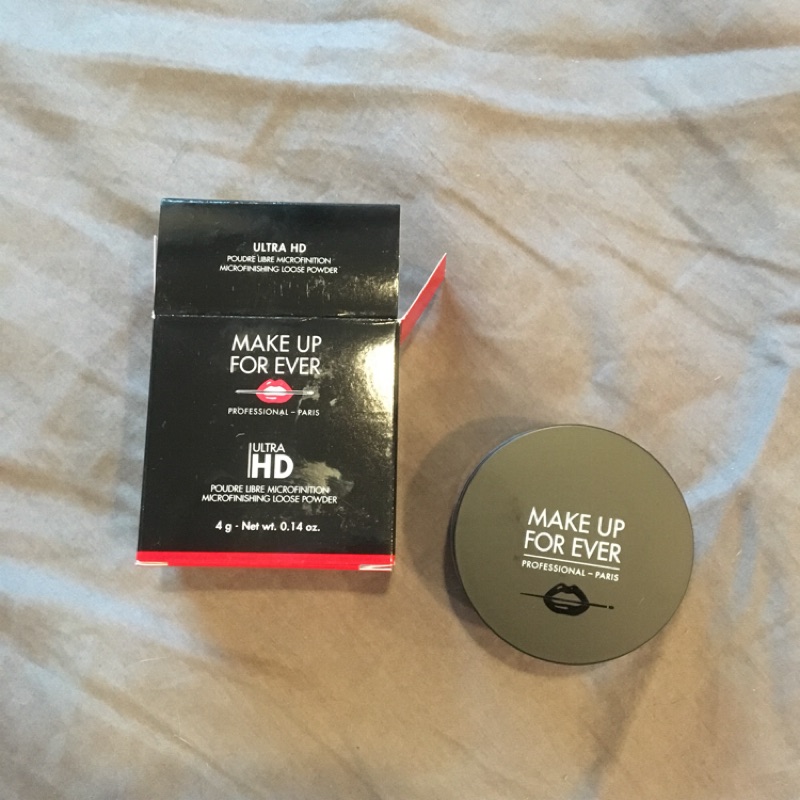 ULTRA HD
POUDRE LIBRE MICROFINITION
MICROFINISHING LOOSE POWDER
MAKE UP
FOR EVER
PROFESSIONAL – PARIS
ULTRA
HD
POUDRE LIBRE MICROFINITION
MICROFINISHING LOOSE POWDER
4 g - Net wt. 0.14 oz.
MAKE UP
FOR EVER
PROFESSIONAL – PARIS